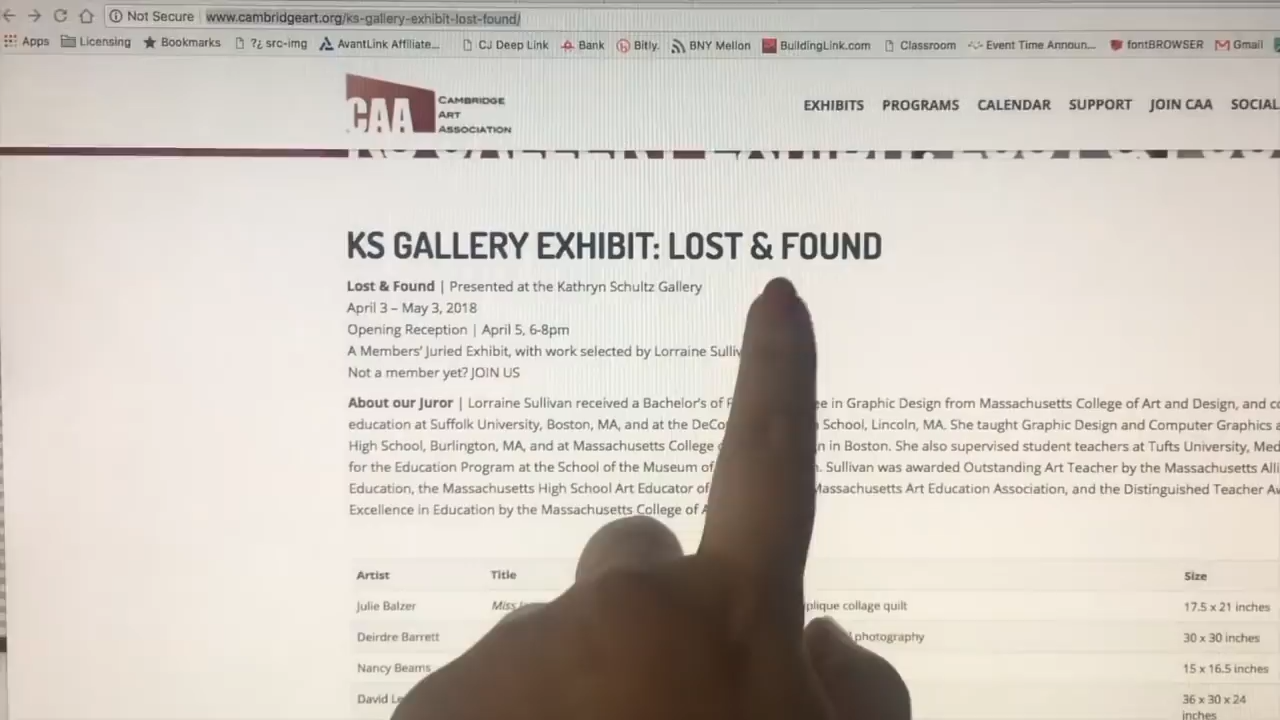 Not Secure www.cambridgeart.org/ks-gallery-exhibit-lost-found/
Apps Licensing Bookmarks ?¿ src-img AvantLink Affiliate... CJ Deep Link Bank Bitly. BNY Mellon BuildingLink.com Classroom Event Time Announ... fontBROWSER Gmail
CAA CAMBRIDGE ART ASSOCIATION
EXHIBITS PROGRAMS CALENDAR SUPPORT JOIN CAA SOCIAL
KS GALLERY EXHIBIT: LOST & FOUND
Lost & Found | Presented at the Kathryn Schultz Gallery
April 3 – May 3, 2018
Opening Reception | April 5, 6-8pm
A Members' Juried Exhibit, with work selected by Lorraine
Not a member yet? JOIN US
About our Juror | Lorraine Sullivan received a Bachelor's of in Graphic Design from Massachusetts College of Art and Design, and
education at Suffolk University, Boston, MA, and at the School, Lincoln, MA. She taught Graphic Design and Computer Graphics
High School, Burlington, MA, and at Massachusetts College in Boston. She also supervised student teachers at Tufts University,
for the Education Program at the School of the Museum of Sullivan was awarded Outstanding Art Teacher by the Massachusetts
Education, the Massachusetts High School Art Educator of Massachusetts Art Education Association, and the Distinguished Teacher
Excellence in Education by the Massachusetts College of
Artist Title Size
Julie Balzer Miss collage quilt 17.5 x 21 inches
Deirdre Barrett photography 30 x 30 inches
Nancy Beams 15 x 16.5 inches
David 36 x 30 x 24
inches